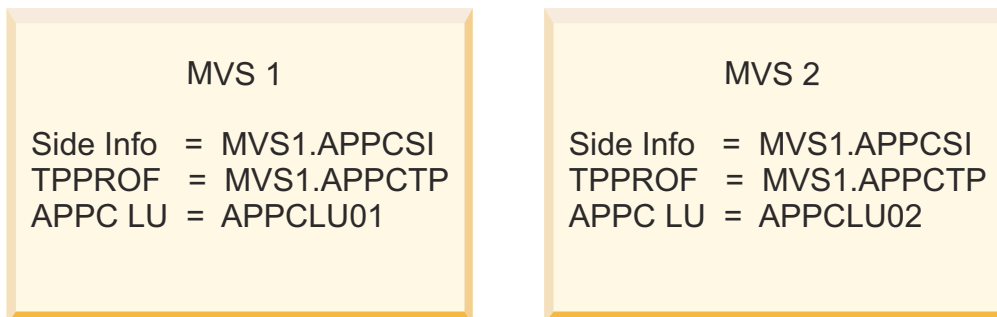 MVS 1
Side Info = MVS1.APPCSI
TPPROF = MVS1.APPCTP
APPC LU = APPCLU01
MVS 2
Side Info = MVS1.APPCSI
TPPROF = MVS1.APPCTP
APPC LU = APPCLU02